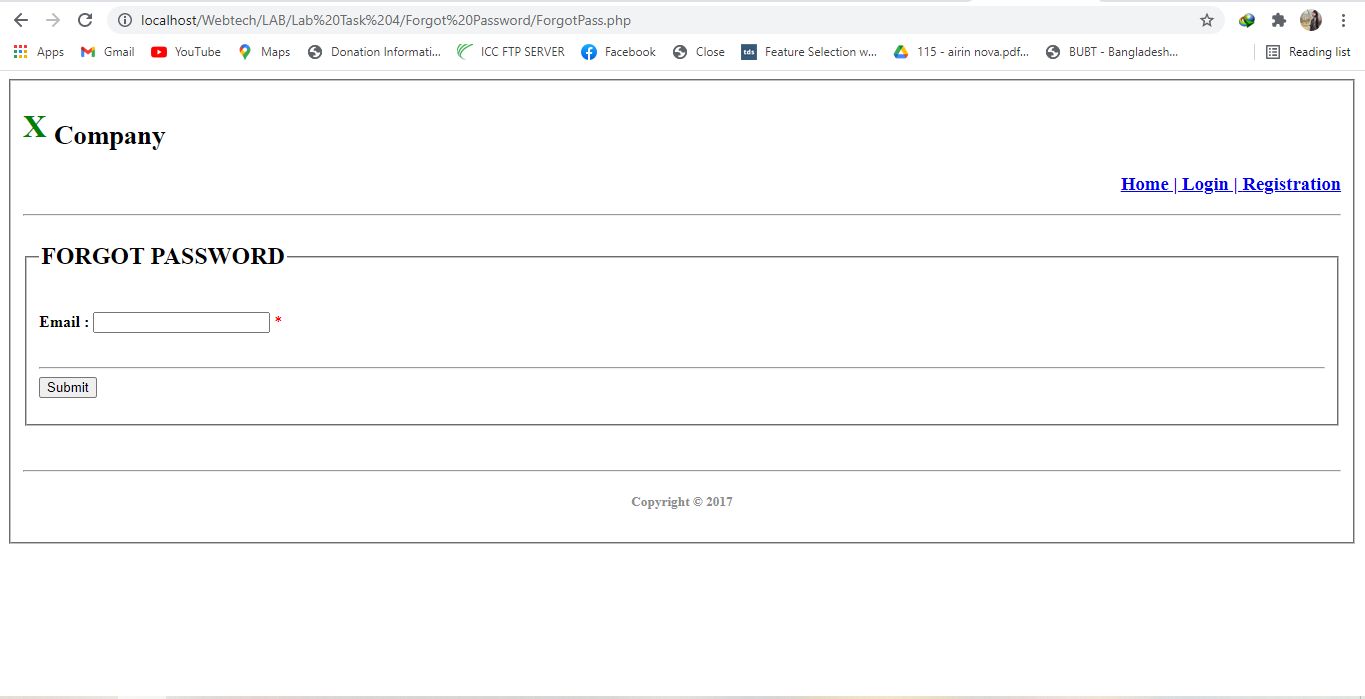 localhost/Webtech/LAB/Lab%20Task%204/Forgot%20Password/ForgotPass.php
Apps Gmail YouTube Maps Donation Informati... ICC FTP SERVER Facebook Close tds Feature Selection w... 115 - airin nova.pdf... BUBT - Bangladesh... Reading list
X Company
Home | Login | Registration
FORGOT PASSWORD
Email : *
Submit
Copyright © 2017